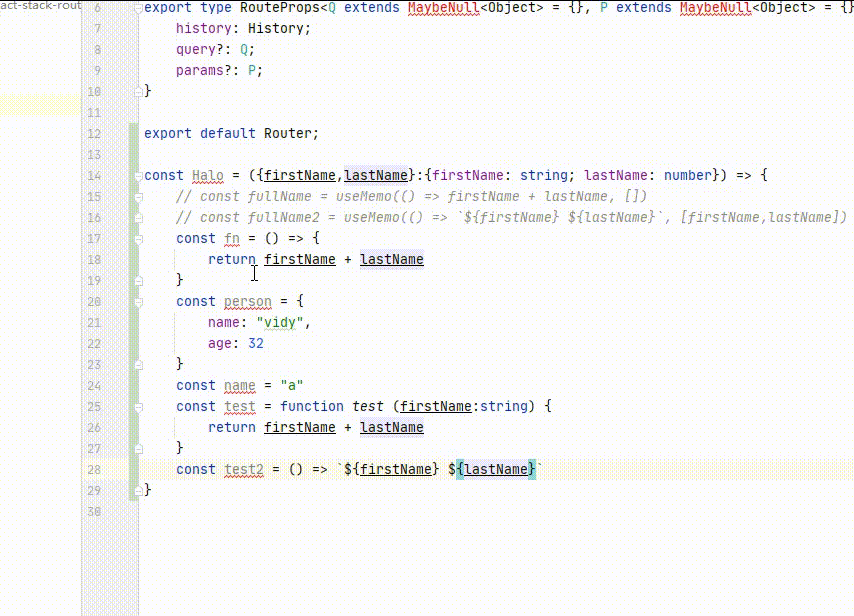 act-stack-rout
6 export type RouteProps<Q extends MaybeNull<Object> = {}, P extends MaybeNull<Object> = {}
7 history: History;
8 query?: Q;
9 params?: P;
10 }
11
12 export default Router;
13
14 const Halo = ({firstName,lastName}:{firstName: string; lastName: number}) => {
15 // const fullName = useMemo(() => firstName + lastName, [])
16 // const fullName2 = useMemo(() => `${firstName} ${lastName}`, [firstName,lastName])
17 const fn = () => {
18 return firstName + lastName
19 }
20 const person = {
21 name: "vidy",
22 age: 32
23 }
24 const name = "a"
25 const test = function test (firstName:string) {
26 return firstName + lastName
27 }
28 const test2 = () => `${firstName} ${lastName}`
29 }
30